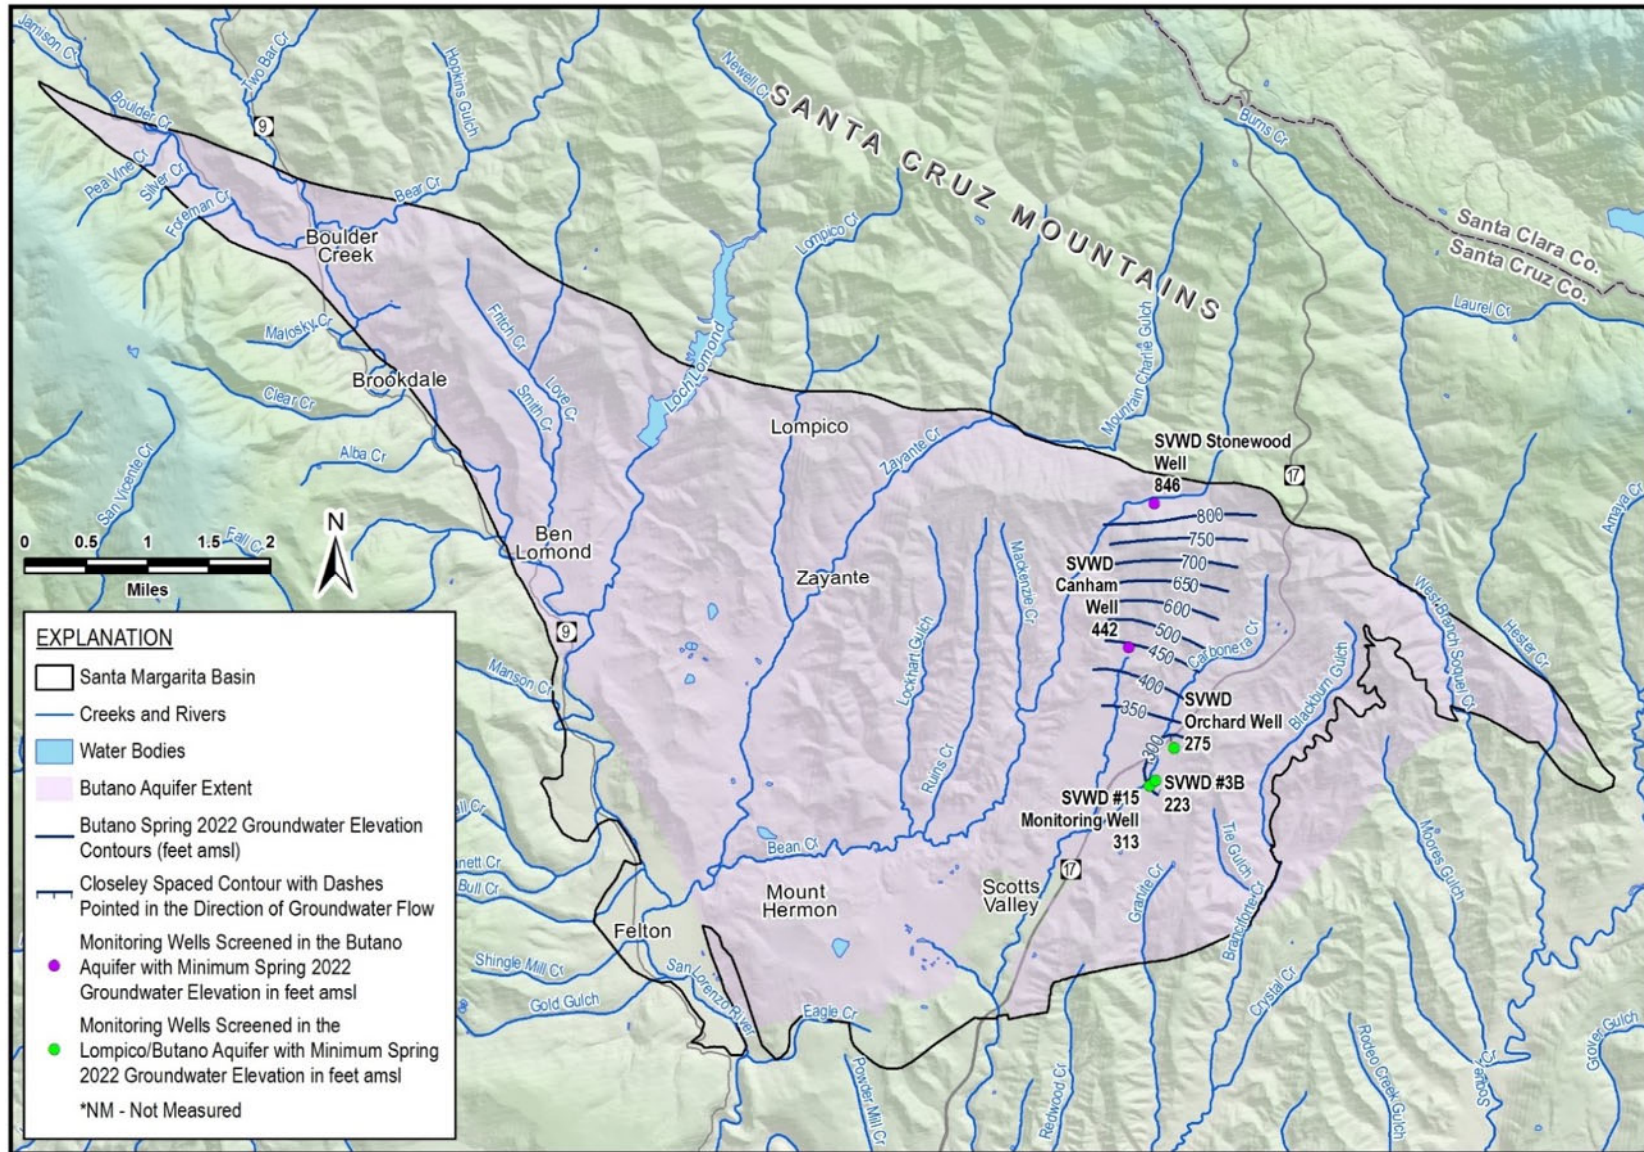 Jamison Cr
Two Bar Cr
Hopkins Gulch
Newell Cr
SANTA CRUZ MOUNTAINS
Burns Cr
Boulder Cr
9
Pea Vine Cr
Silver Cr
Foreman Cr
Bear Cr
Boulder
Creek
Lompico Cr
Santa Clara Co.
Santa Cruz Co.
Laurel Cr
Malosky Cr
Fritch Cr
Loch Lomond
Mountain Charlie Gulch
Brookdale
Clear Cr
Love Cr
Smith Cr
Lompico
Zayante Cr
SVWD Stonewood
Well
846
17
Alba Cr
San Vicente Cr
Hester Cr
Amaya Cr
N
0 0.5 1 1.5 2
Miles
Fall Cr
Ben
Lomond
Zayante
Mackenzie Cr
Lockhart Gulch
Ruins Cr
800
750
700
650
600
500
450
400
350
300
SVWD
Canham
Well
442
Carbonera Cr
Blackburn Gulch
West Branch Soquel Cr
9
Manson Cr
SVWD
Orchard Well
275
SVWD #3B
223
SVWD #15
Monitoring Well
313
Tie Gulch
Moores Gulch
Bean Cr
17
Bull Cr
Mount
Hermon
Scotts
Valley
Granite Cr
Branciforte Cr
Felton
Shingle Mill Cr
Gold Gulch
San Lorenzo River
Eagle Cr
Crystal Cr
Powder Mill Cr
Redwood Cr
Rodeo Creek Gulch
Soquel Cr
Grover Gulch
EXPLANATION
Santa Margarita Basin
Creeks and Rivers
Water Bodies
Butano Aquifer Extent
Butano Spring 2022 Groundwater Elevation
Contours (feet amsl)
Closeley Spaced Contour with Dashes
Pointed in the Direction of Groundwater Flow
Monitoring Wells Screened in the Butano
Aquifer with Minimum Spring 2022
Groundwater Elevation in feet amsl
Monitoring Wells Screened in the
Lompico/Butano Aquifer with Minimum Spring
2022 Groundwater Elevation in feet amsl
*NM - Not Measured